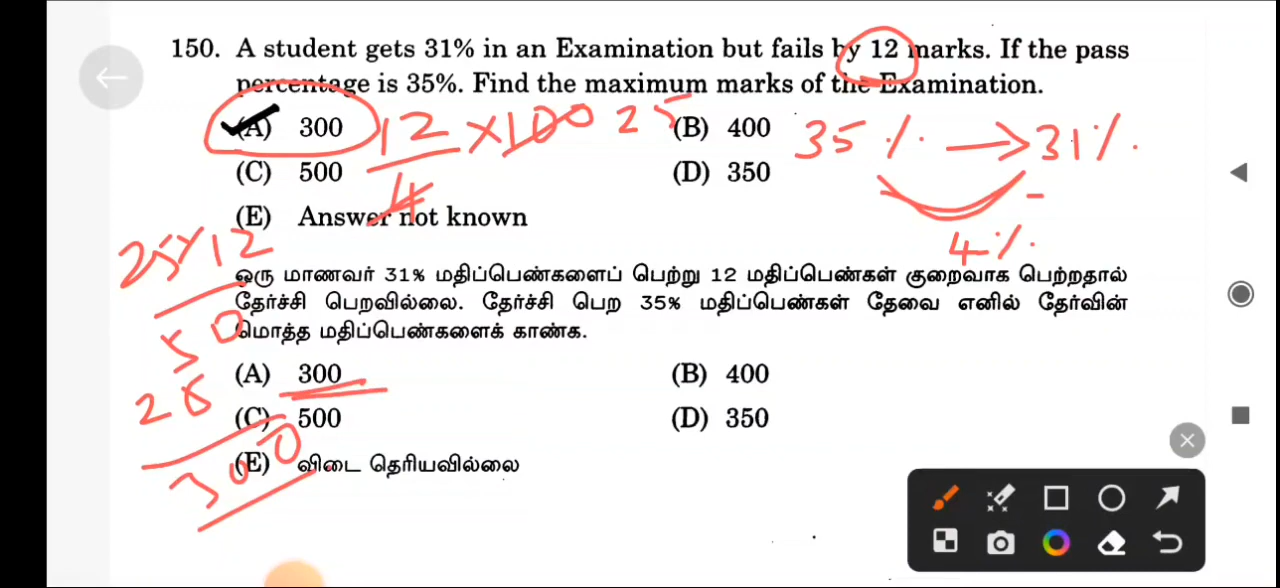 150. A student gets 31% in an Examination but fails by 12 marks. If the pass
percentage is 35%. Find the maximum marks of the Examination.
(A) 300 12 × 100 25 (B) 400 35 % → 31 %.
(C) 500 4 (D) 350 -
(E) Answer not known 4 %.
25×12
ஒரு மாணவர் 31% மதிப்பெண்களைப் பெற்று 12 மதிப்பெண்கள் குறைவாக பெற்றதால்
தேர்ச்சி பெறவில்லை. தேர்ச்சி பெற 35% மதிப்பெண்கள் தேவை எனில் தேர்வின்
50 மொத்த மதிப்பெண்களைக் காண்க.
(A) 300 (B) 400
25 (C) 500 (D) 350
300 (E) விடை தெரியவில்லை